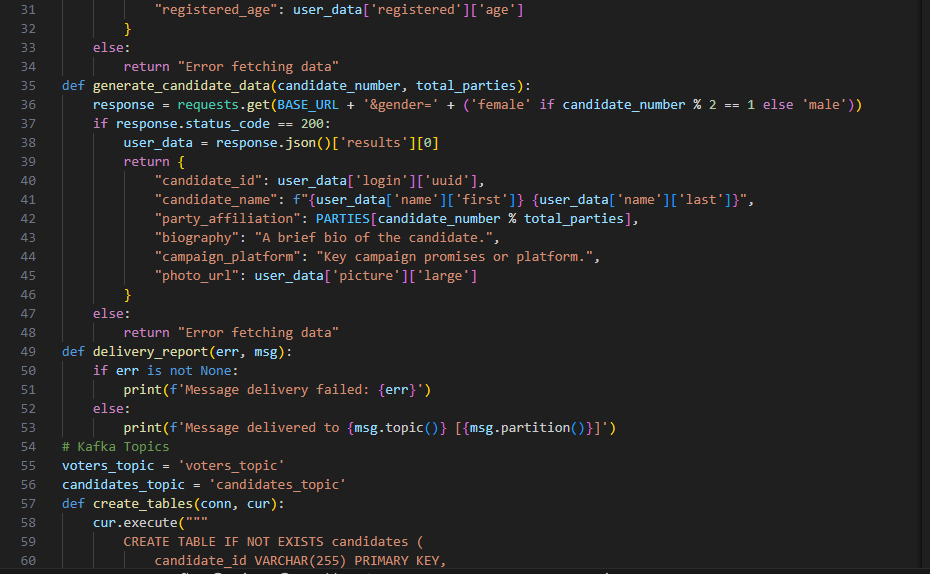 31 "registered_age": user_data['registered']['age']
32 }
33 else:
34 return "Error fetching data"
35 def generate_candidate_data(candidate_number, total_parties):
36 response = requests.get(BASE_URL + '&gender=' + ('female' if candidate_number % 2 == 1 else 'male'))
37 if response.status_code == 200:
38 user_data = response.json()['results'][0]
39 return {
40 "candidate_id": user_data['login']['uuid'],
41 "candidate_name": f"{user_data['name']['first']} {user_data['name']['last']}",
42 "party_affiliation": PARTIES[candidate_number % total_parties],
43 "biography": "A brief bio of the candidate.",
44 "campaign_platform": "Key campaign promises or platform.",
45 "photo_url": user_data['picture']['large']
46 }
47 else:
48 return "Error fetching data"
49 def delivery_report(err, msg):
50 if err is not None:
51 print(f'Message delivery failed: {err}')
52 else:
53 print(f'Message delivered to {msg.topic()} [{msg.partition()}]')
54 # Kafka Topics
55 voters_topic = 'voters_topic'
56 candidates_topic = 'candidates_topic'
57 def create_tables(conn, cur):
58 cur.execute("""
59 CREATE TABLE IF NOT EXISTS candidates (
60 candidate_id VARCHAR(255) PRIMARY KEY,